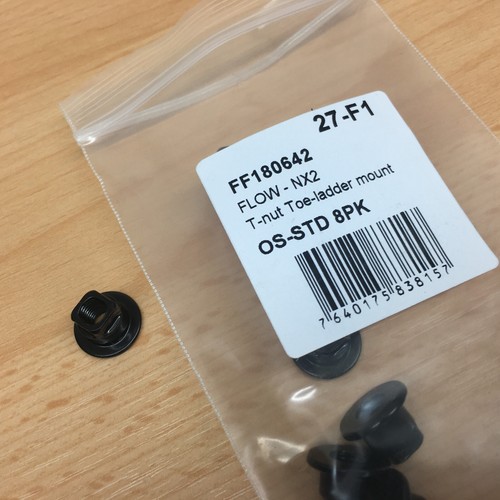 27-F1
FF180642
FLOW - NX2
T-nut Toe-ladder mount
OS-STD 8PK
7 640175 838157